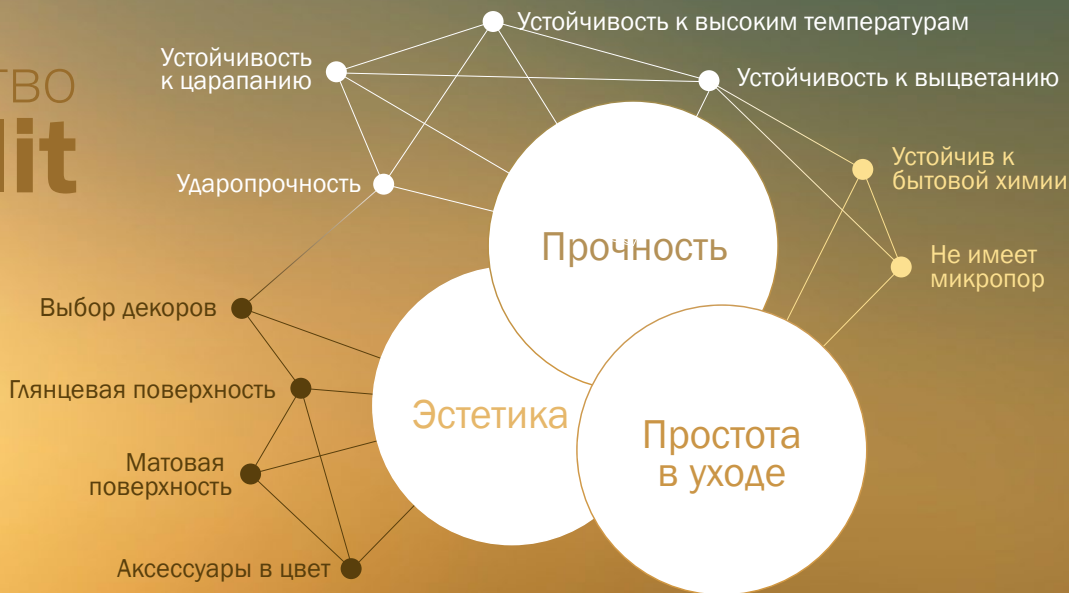 Устойчивость к высоким температурам
Устойчивость
к царапанию
Устойчивость к выцветанию
тво
lit
Устойчив к
бытовой химии
Ударопрочность
Прочность
Не имеет
микропор
Выбор декоров
Глянцевая поверхность
Эстетика
Простота
в уходе
Матовая
поверхность
Аксессуары в цвет